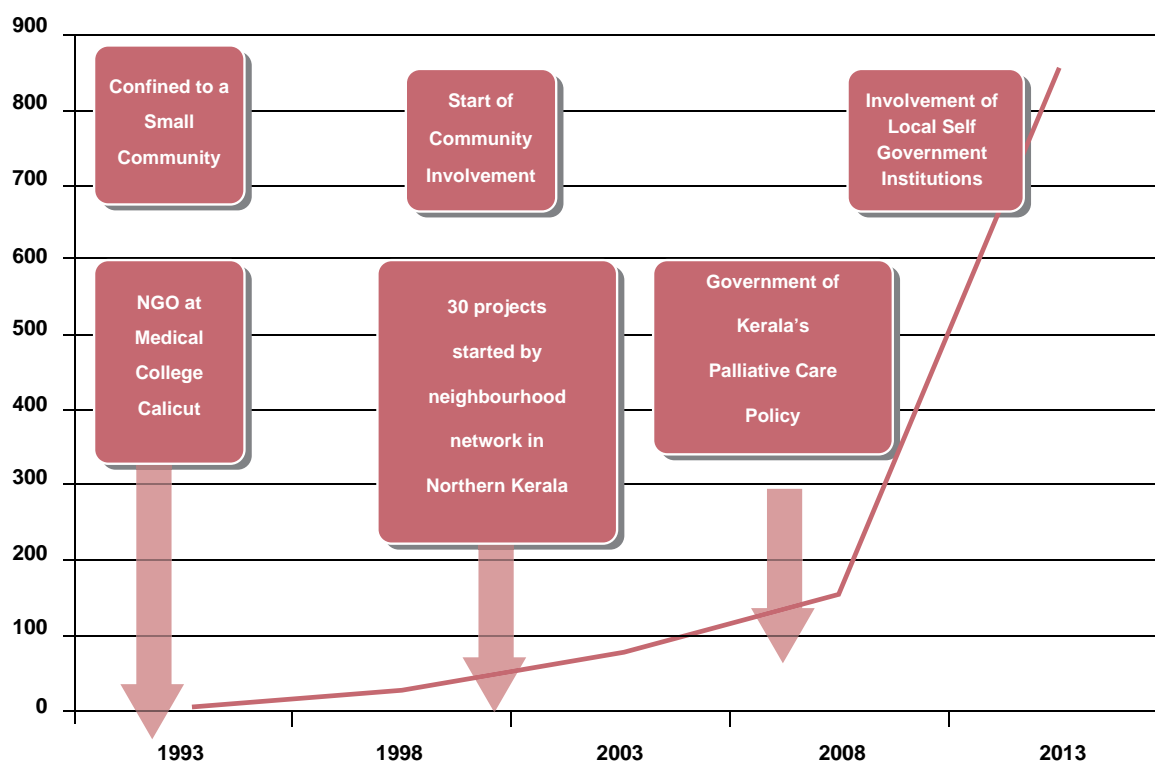 900
800
700
600
500
400
300
200
100
0
Confined to a
Small
Community
Start of
Community
Involvement
Involvement of
Local Self
Government
Institutions
NGO at
Medical
College
Calicut
30 projects
started by
neighbourhood
network in
Northern Kerala
Government of
Kerala’s
Palliative Care
Policy
1993
1998
2003
2008
2013